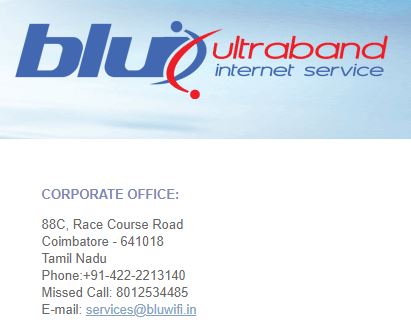 blu ultraband
internet service
CORPORATE OFFICE:
88C, Race Course Road
Coimbatore - 641018
Tamil Nadu
Phone:+91-422-2213140
Missed Call: 8012534485
E-mail: services@bluwifi.in